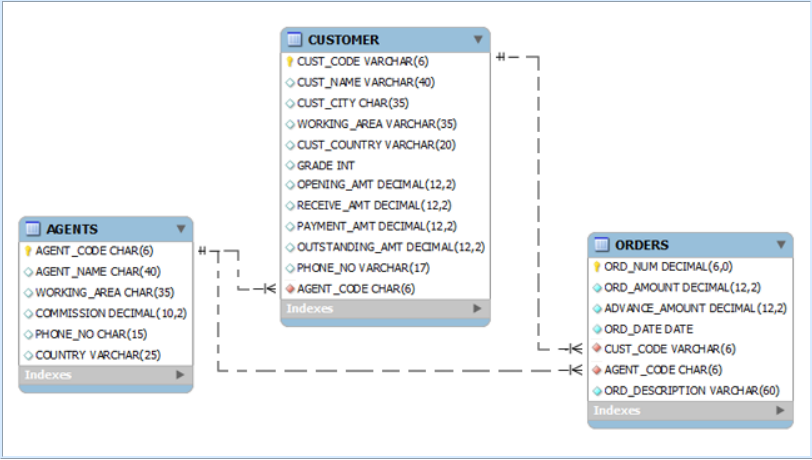 CUSTOMER
CUST_CODE VARCHAR(6)
CUST_NAME VARCHAR(40)
CUST_CITY CHAR(35)
WORKING_AREA VARCHAR(35)
CUST_COUNTRY VARCHAR(20)
GRADE INT
OPENING_AMT DECIMAL(12,2)
RECEIVE_AMT DECIMAL(12,2)
PAYMENT_AMT DECIMAL(12,2)
OUTSTANDING_AMT DECIMAL(12,2)
PHONE_NO VARCHAR(17)
AGENT_CODE CHAR(6)
Indexes
AGENTS
AGENT_CODE CHAR(6)
AGENT_NAME CHAR(40)
WORKING_AREA CHAR(35)
COMMISSION DECIMAL(10,2)
PHONE_NO CHAR(15)
COUNTRY VARCHAR(25)
Indexes
ORDERS
ORD_NUM DECIMAL(6,0)
ORD_AMOUNT DECIMAL(12,2)
ADVANCE_AMOUNT DECIMAL(12,2)
ORD_DATE DATE
CUST_CODE VARCHAR(6)
AGENT_CODE CHAR(6)
ORD_DESCRIPTION VARCHAR(60)
Indexes